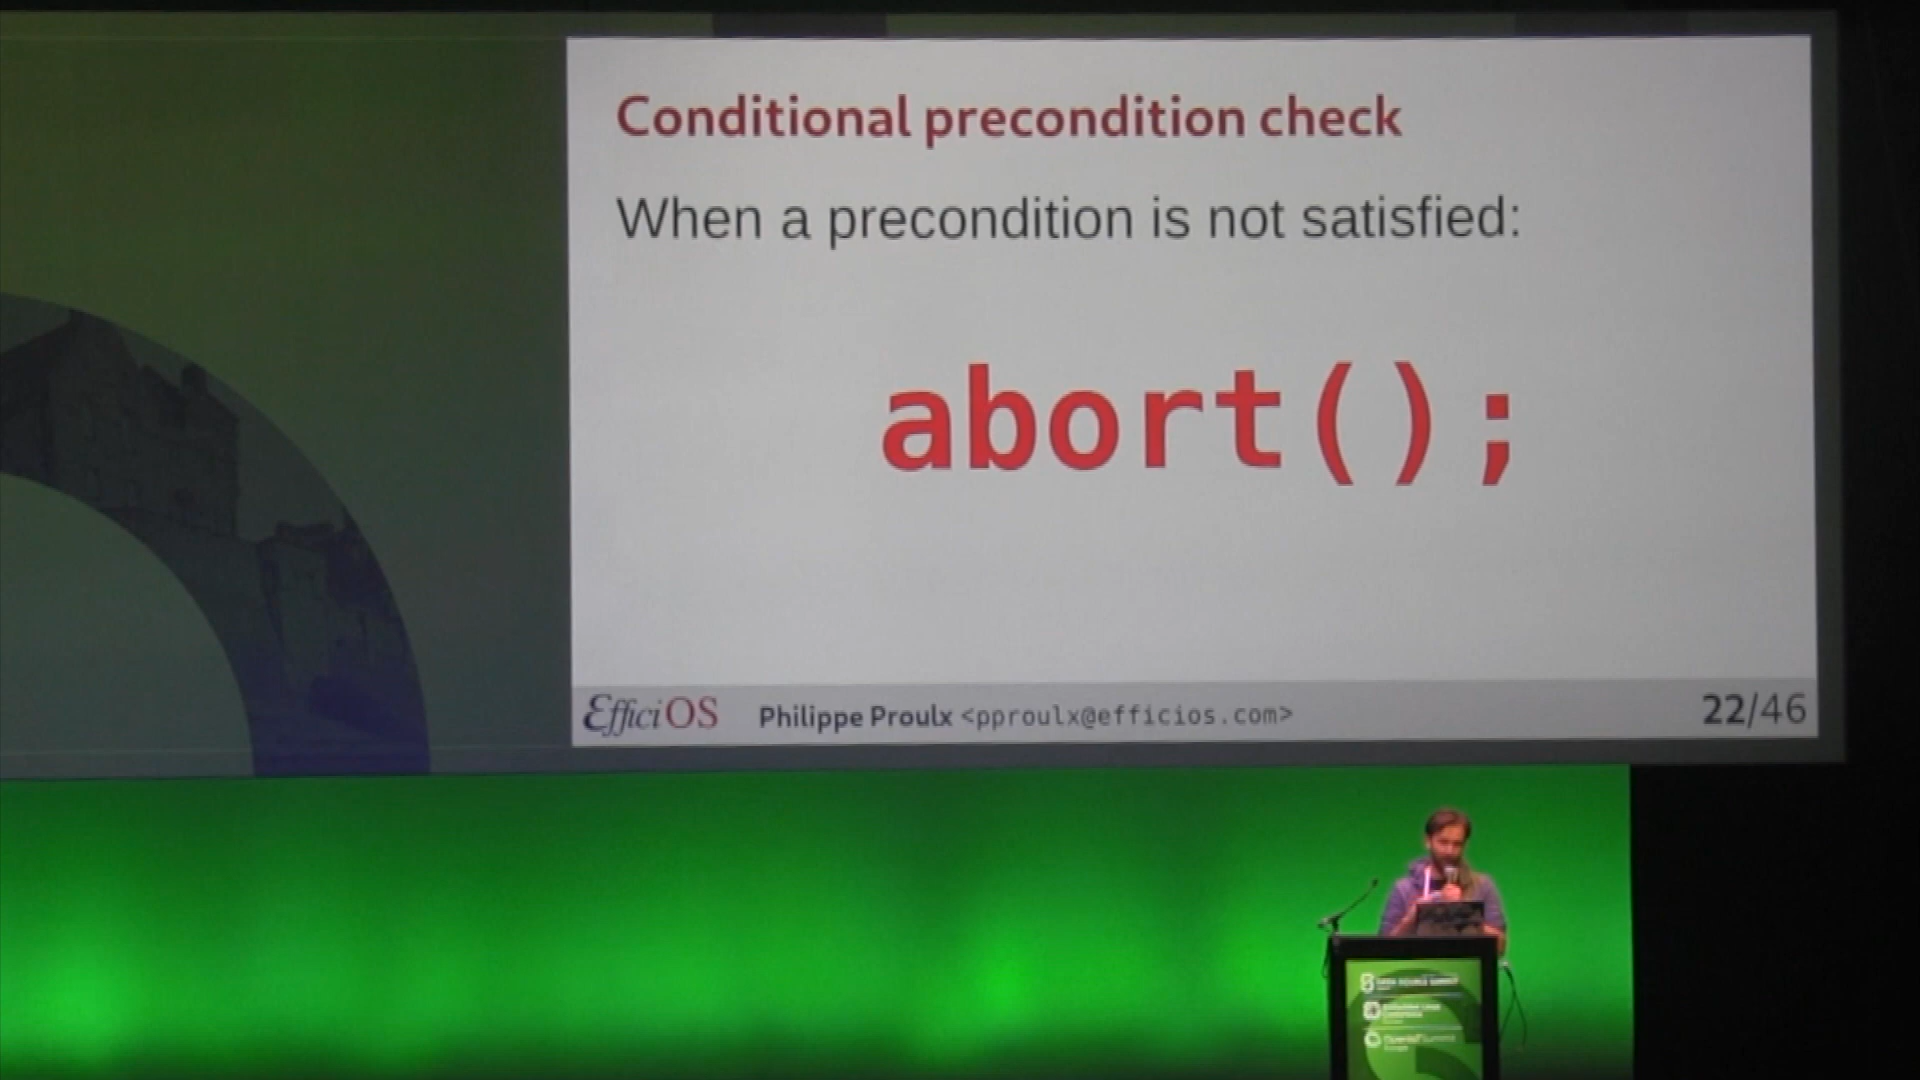 Conditional precondition check
When a precondition is not satisfied:
abort();
EfficiOS Philippe Proulx <pproulx@efficios.com> 22/46